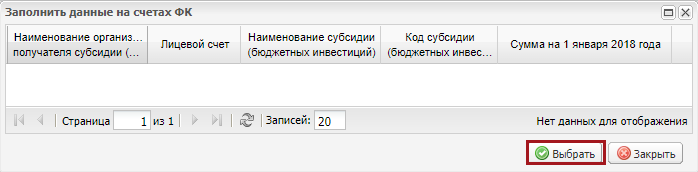 Заполнить данные на счетах ФК
Наименование организ...
получателя субсидии (...
Лицевой счет
Наименование субсидии
(бюджетных инвестиций)
Код субсидии
(бюджетных инвес...
Сумма на 1 января 2018 года
Страница 1 из 1 Записей: 20 Нет данных для отображения
Выбрать Закрыть